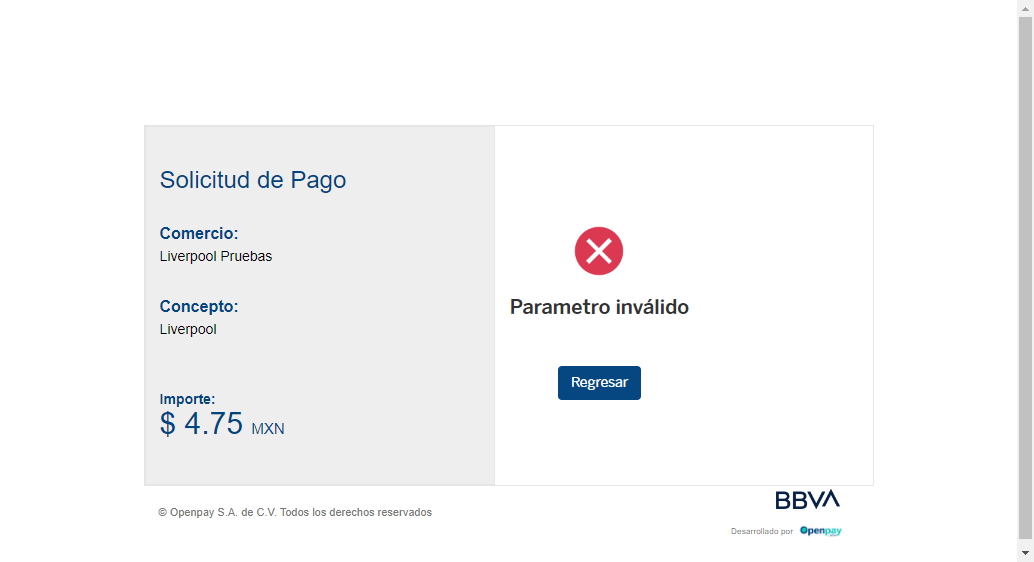 Solicitud de Pago
Comercio:
Liverpool Pruebas
Concepto:
Liverpool
Importe:
$ 4.75 MXN
Parametro inválido
Regresar
© Openpay S.A. de C.V. Todos los derechos reservados
BBVA
Desarrollado por Openpay